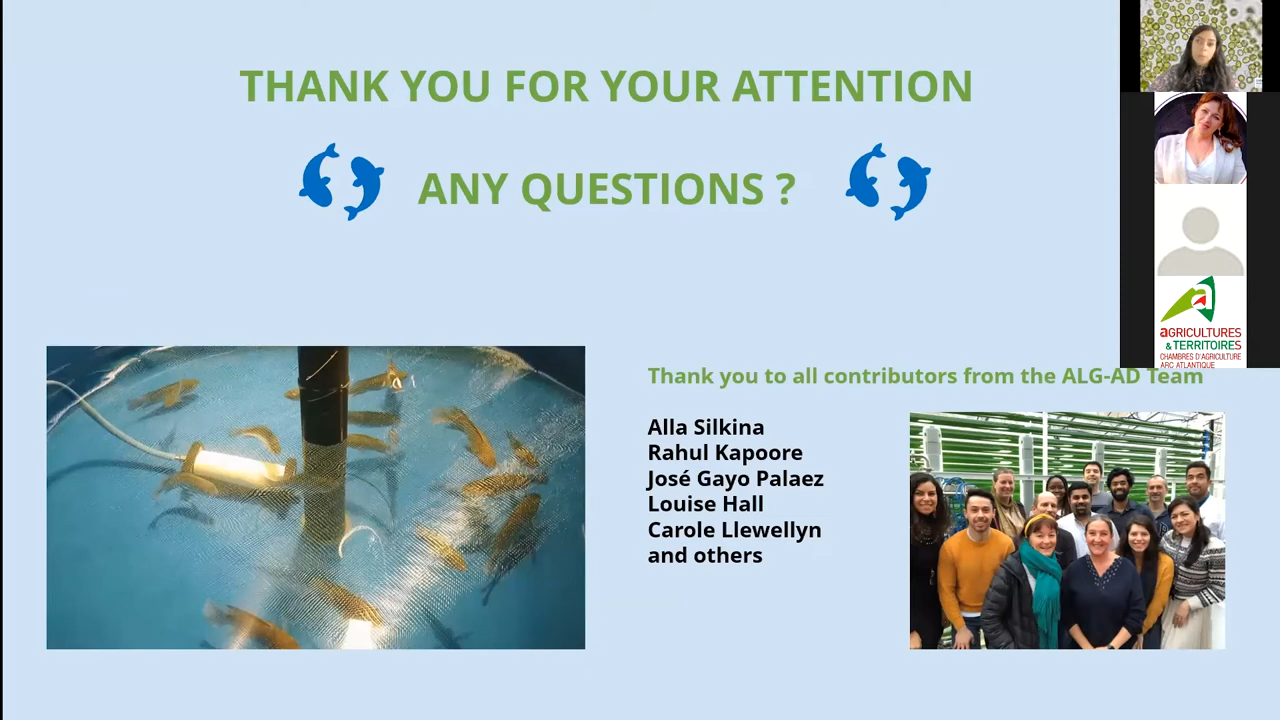 THANK YOU FOR YOUR ATTENTION
ANY QUESTIONS ?
aGRICULTURES
& TERRITOIRES
CHAMBRES D'AGRICULTURE
ARC ATLANTIQUE
Thank you to all contributors from the ALG-AD Team
Alla Silkina
Rahul Kapoore
José Gayo Palaez
Louise Hall
Carole Llewellyn
and others